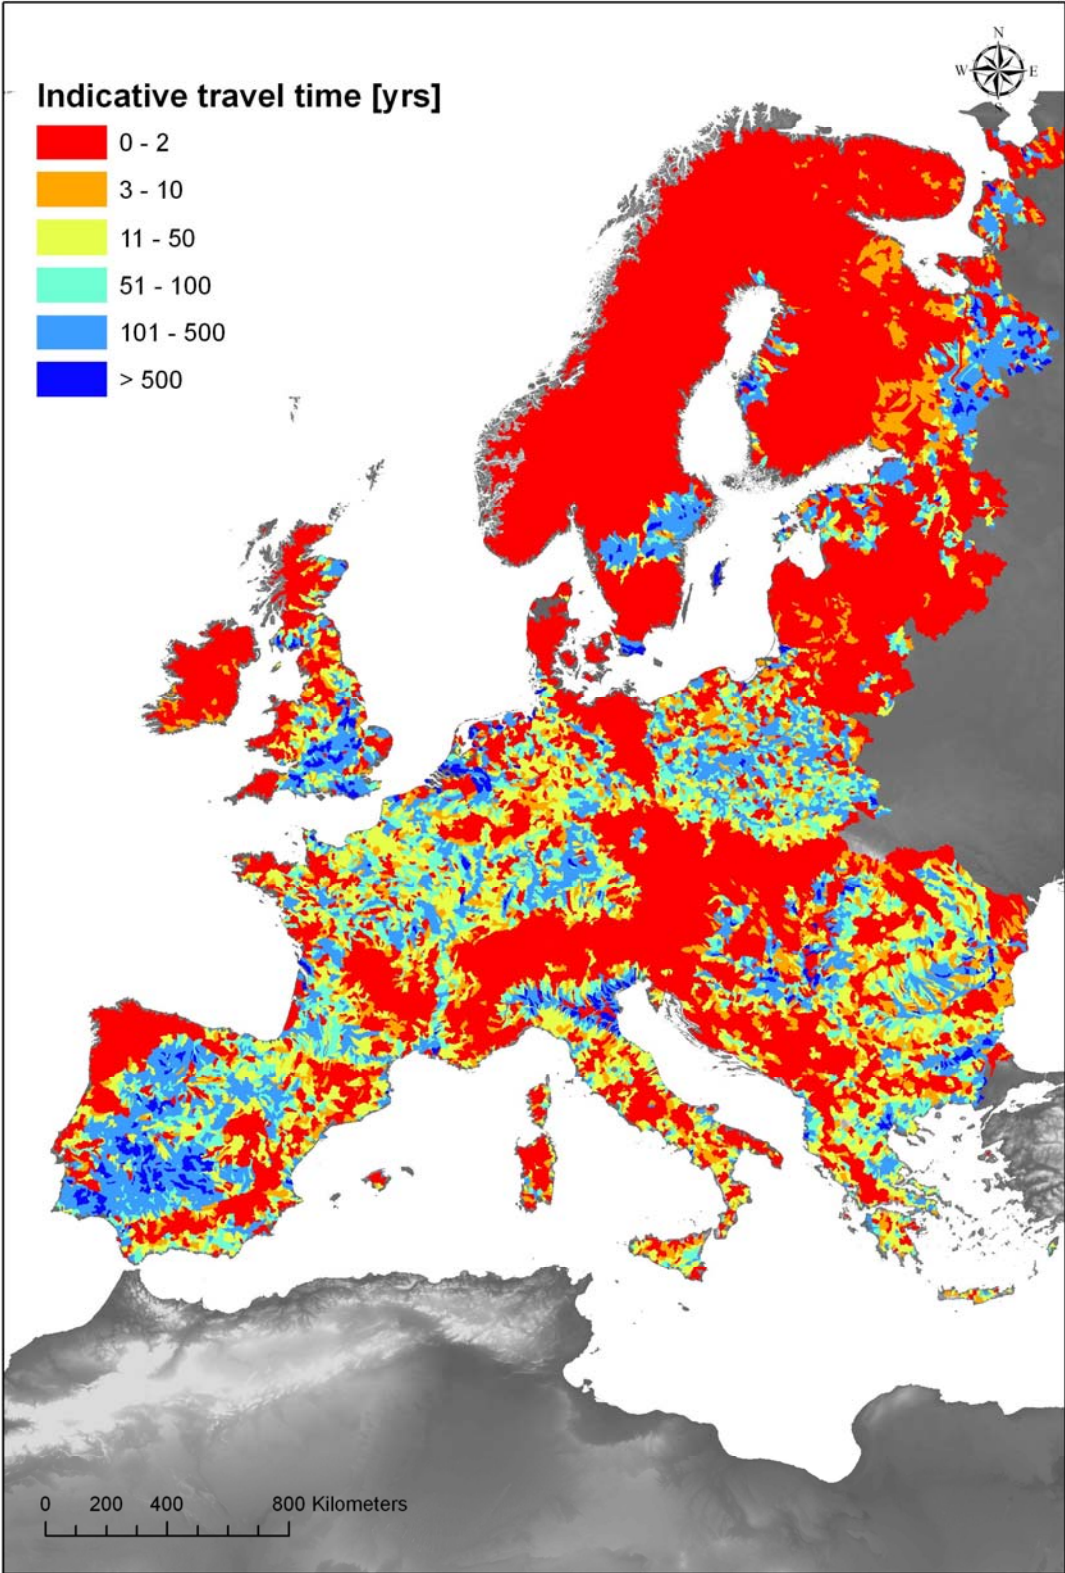 N
W E
S
Indicative travel time [yrs]
0 - 2
3 - 10
11 - 50
51 - 100
101 - 500
> 500
0 200 400 800 Kilometers